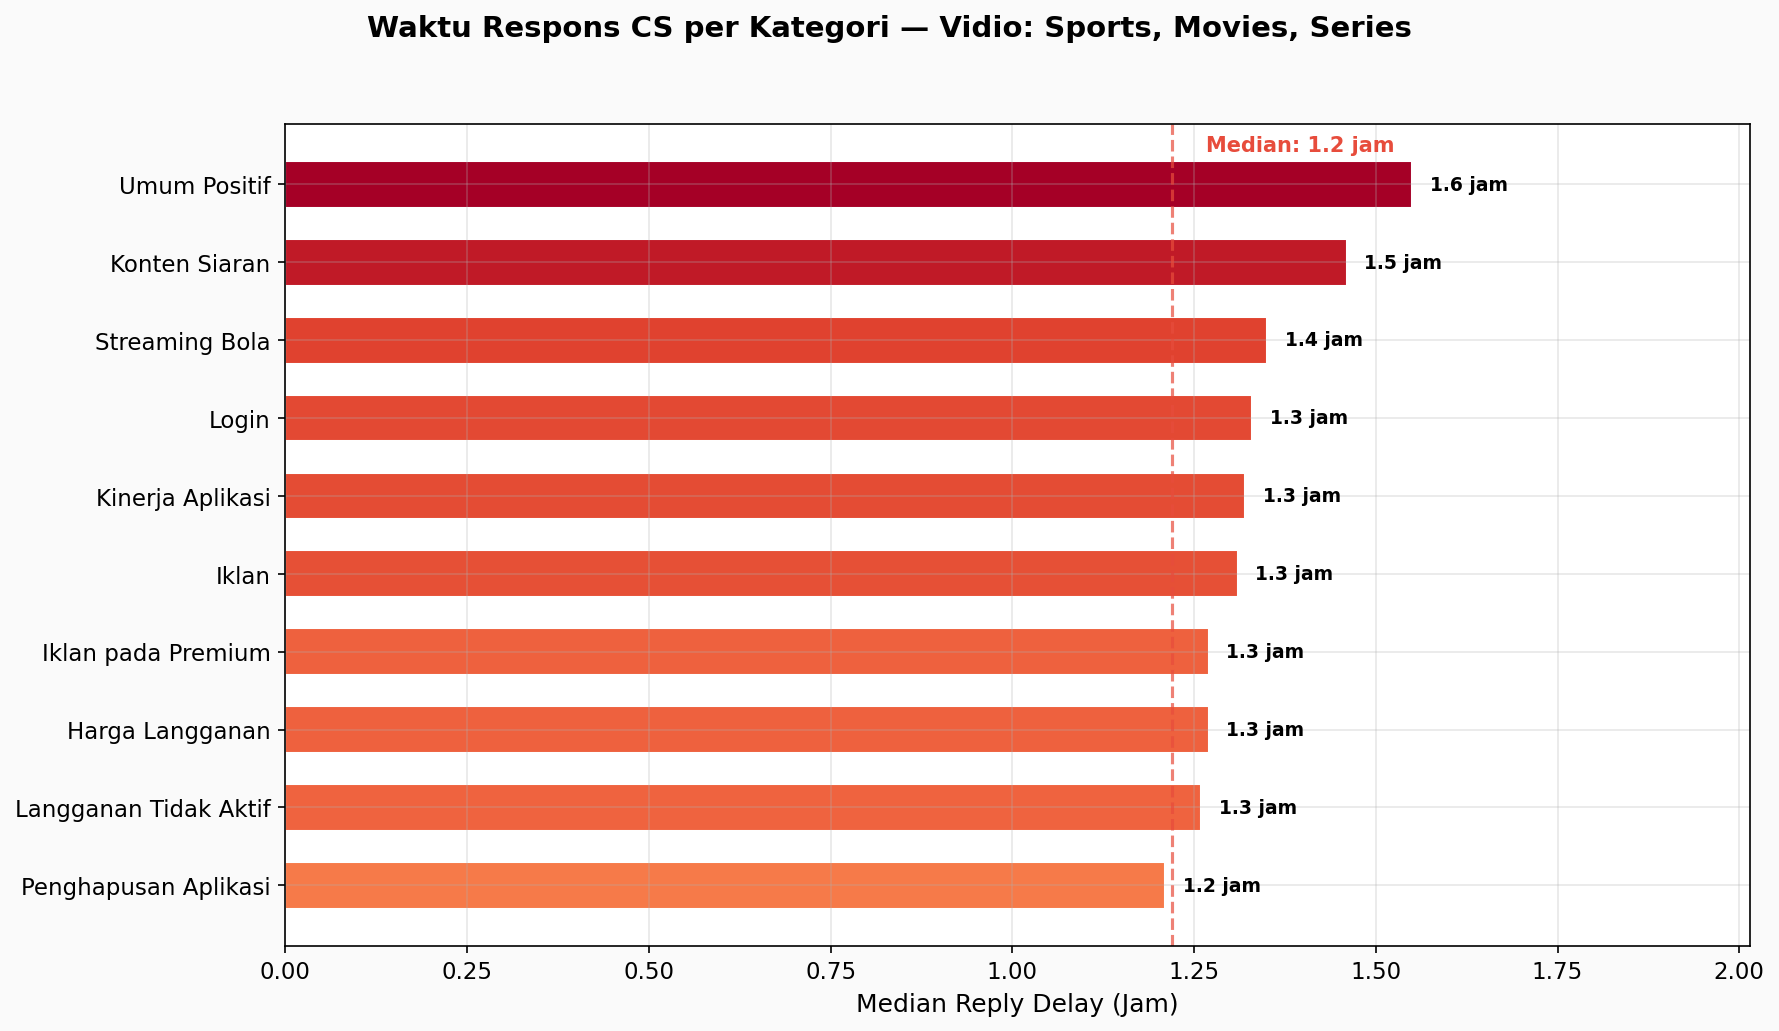 Waktu Respons CS per Kategori — Vidio: Sports, Movies, Series
Median: 1.2 jam
Umum Positif 1.6 jam
Konten Siaran 1.5 jam
Streaming Bola 1.4 jam
Login 1.3 jam
Kinerja Aplikasi 1.3 jam
Iklan 1.3 jam
Iklan pada Premium 1.3 jam
Harga Langganan 1.3 jam
Langganan Tidak Aktif 1.3 jam
Penghapusan Aplikasi 1.2 jam
0.00 0.25 0.50 0.75 1.00 1.25 1.50 1.75 2.00
Median Reply Delay (Jam)